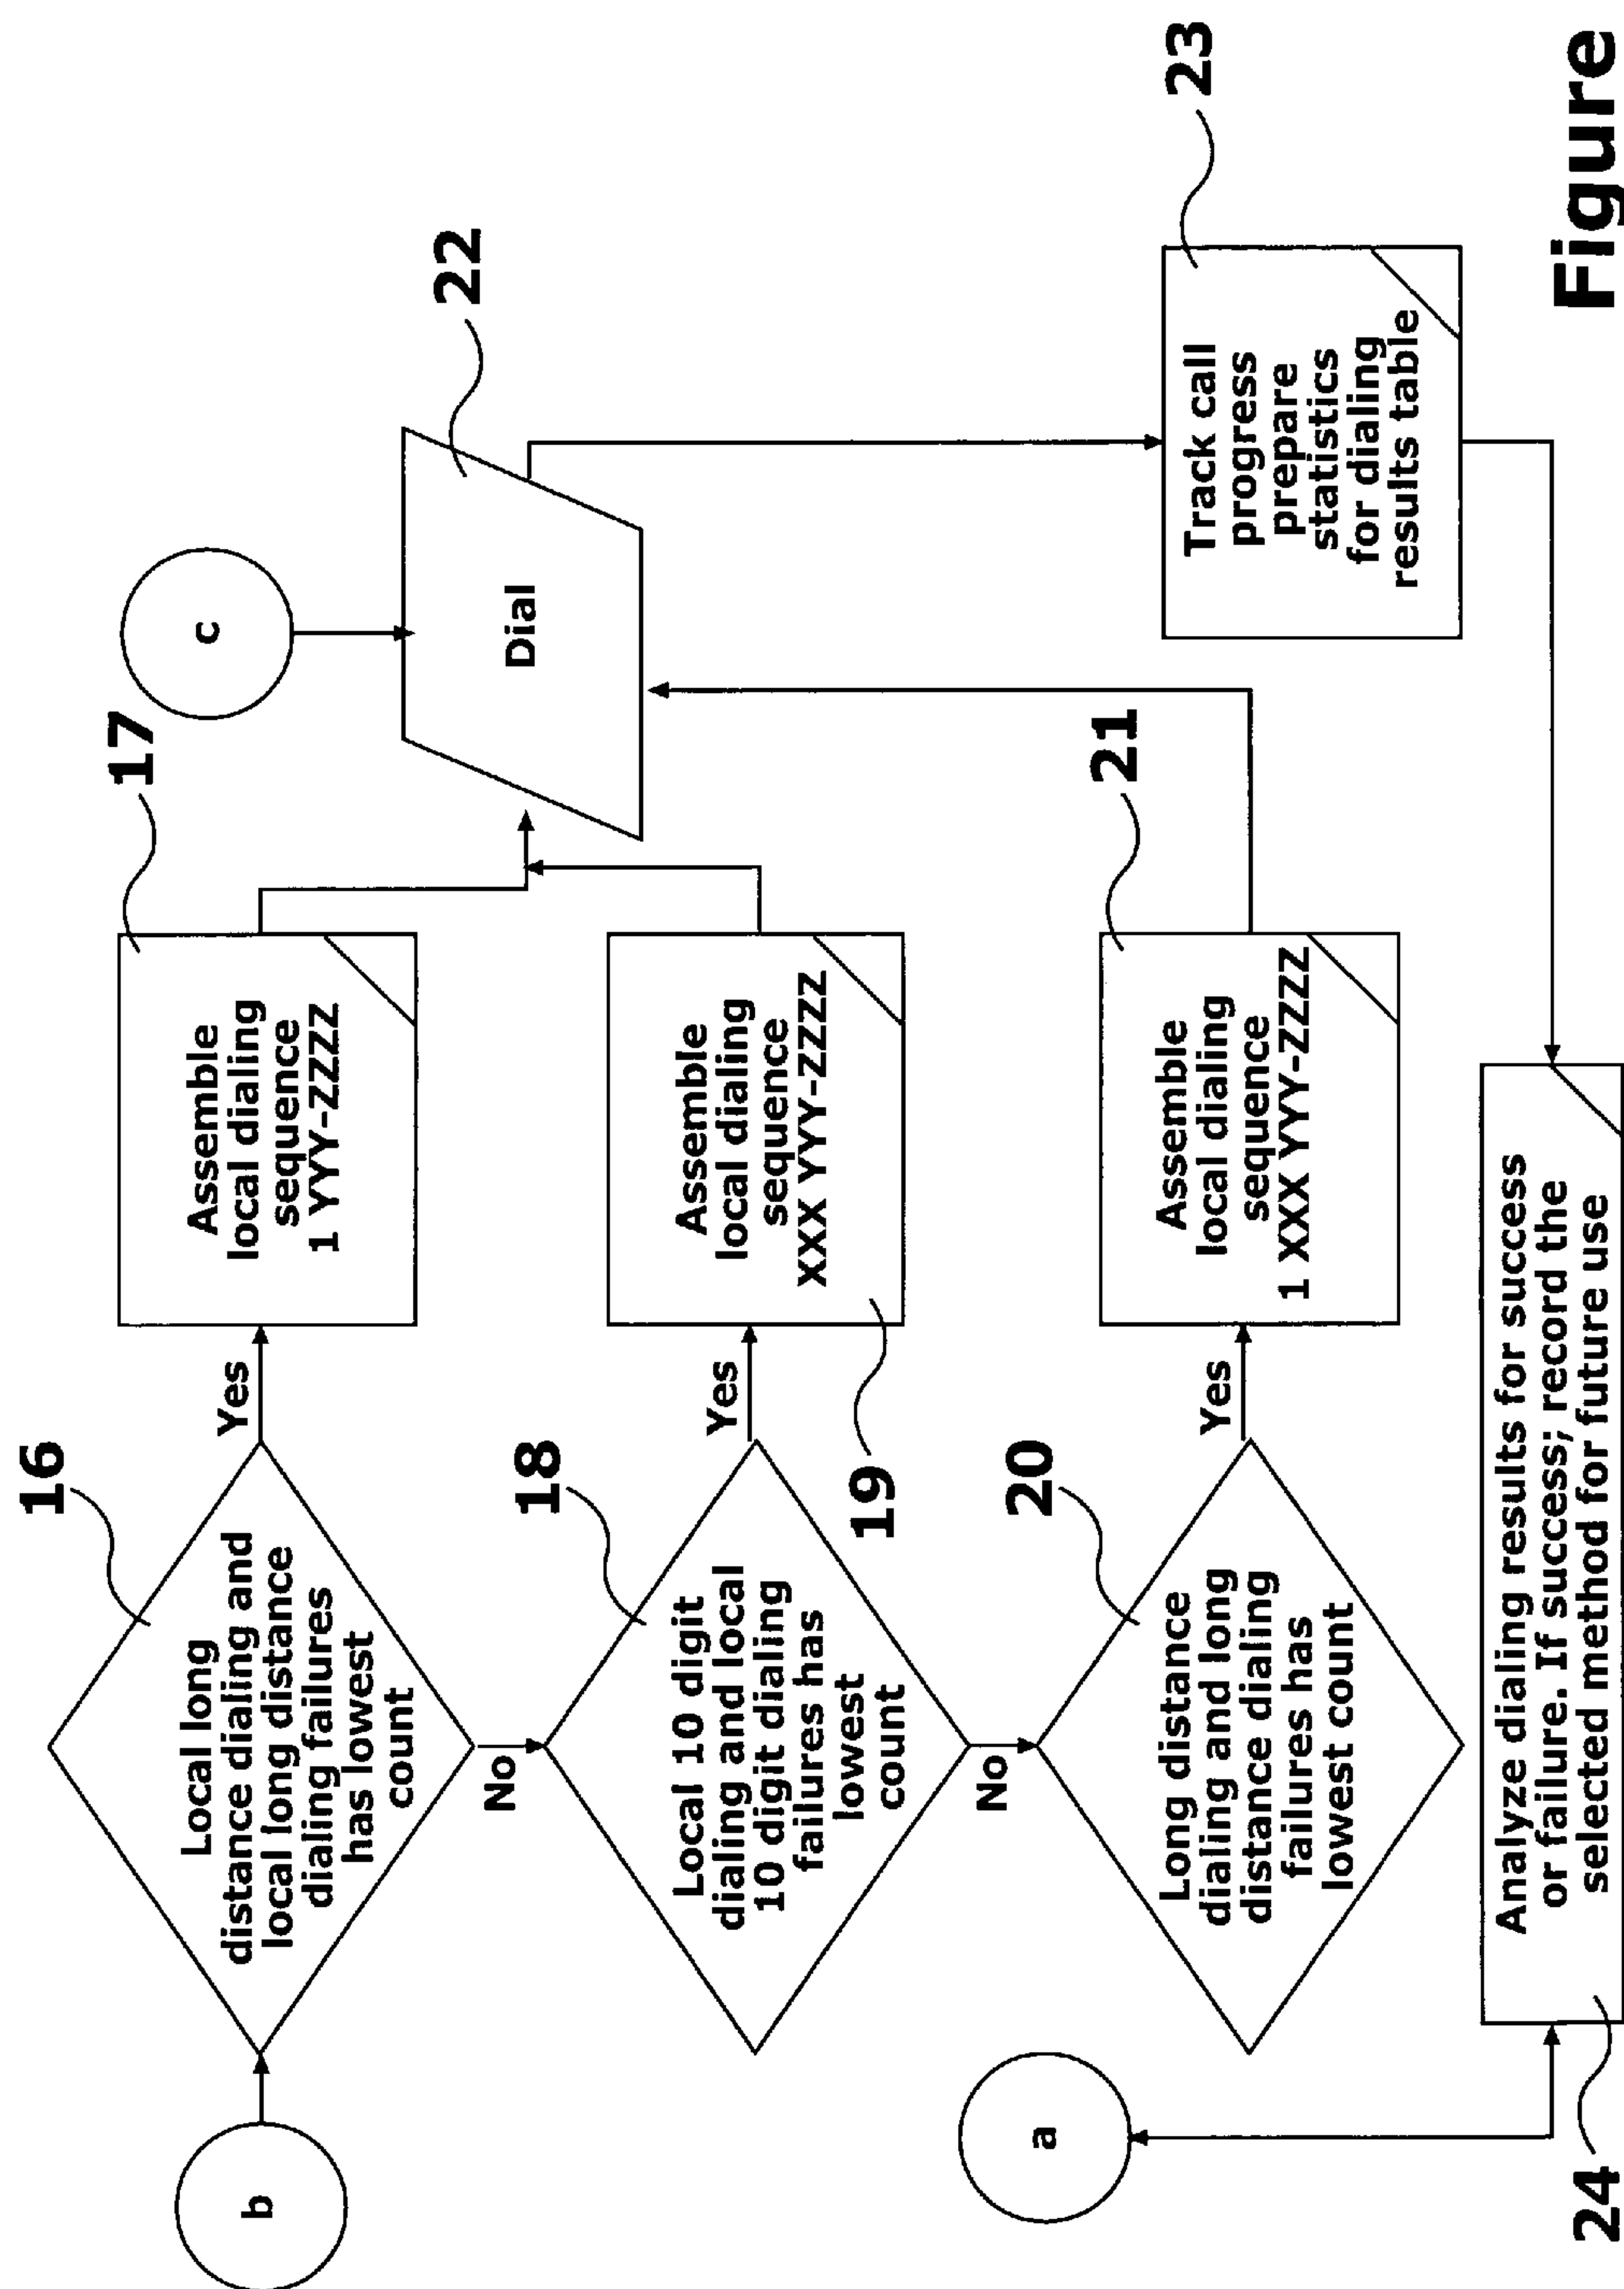 b
16
Local long
distance dialing and
local long distance
dialing failures
has lowest
count
Yes
17
Assemble
local dialing
sequence
1 YYY-ZZZZ
c
No
18
Local 10 digit
dialing and local
10 digit dialing
failures has
lowest
count
Yes
19
Assemble
local dialing
sequence
XXX YYY-ZZZZ
22
Dial
No
20
Long distance
dialing and long
distance dialing
failures has
lowest count
Yes
21
Assemble
local dialing
sequence
1 XXX YYY-ZZZZ
23
Track call
progress
prepare
statistics
for dialing
results table
a
24
Analyze dialing results for success
or failure. If success; record the
selected method for future use
Figure